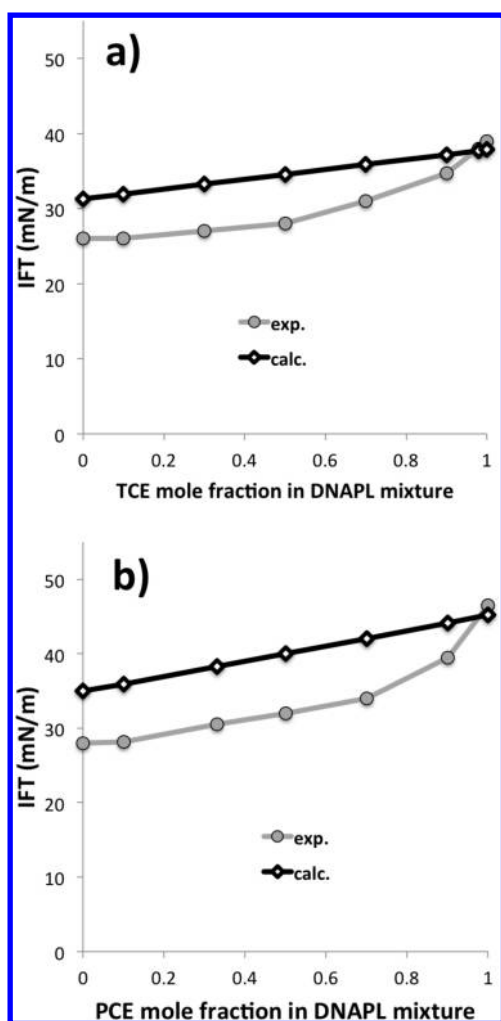 a)
50
40
30
20
10
0
IFT (mN/m)
exp.
calc.
0 0.2 0.4 0.6 0.8 1
TCE mole fraction in DNAPL mixture
b)
50
40
30
20
10
0
IFT (mN/m)
exp.
calc.
0 0.2 0.4 0.6 0.8 1
PCE mole fraction in DNAPL mixture